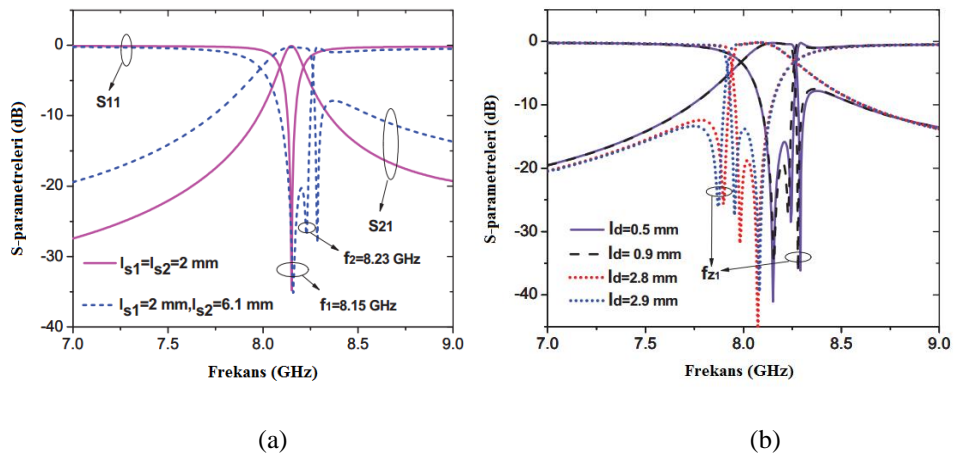 S-parametreleri (dB)
0
-10
-20
-30
-40
S11
S21
f2=8.23 GHz
f1=8.15 GHz
ls1=ls2=2 mm
ls1=2 mm,ls2=6.1 mm
7.0 7.5 8.0 8.5 9.0
Frekans (GHz)
(a)
S-parametreleri (dB)
0
-10
-20
-30
-40
fz1
ld=0.5 mm
ld= 0.9 mm
ld=2.8 mm
ld=2.9 mm
7.0 7.5 8.0 8.5 9.0
Frekans (GHz)
(b)